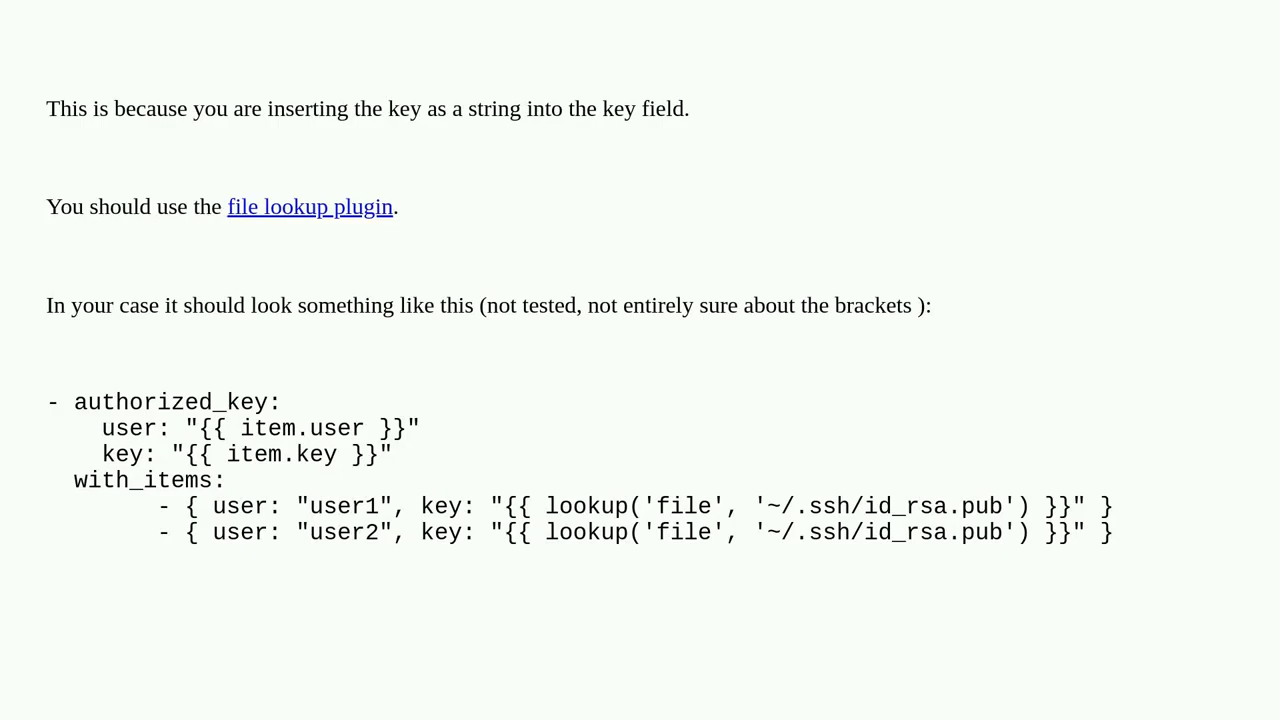 This is because you are inserting the key as a string into the key field.
You should use the file lookup plugin.
In your case it should look something like this (not tested, not entirely sure about the brackets ):
- authorized_key:
    user: "{{ item.user }}"
    key: "{{ item.key }}"
  with_items:
        - { user: "user1", key: "{{ lookup('file', '~/.ssh/id_rsa.pub') }}" }
        - { user: "user2", key: "{{ lookup('file', '~/.ssh/id_rsa.pub') }}" }